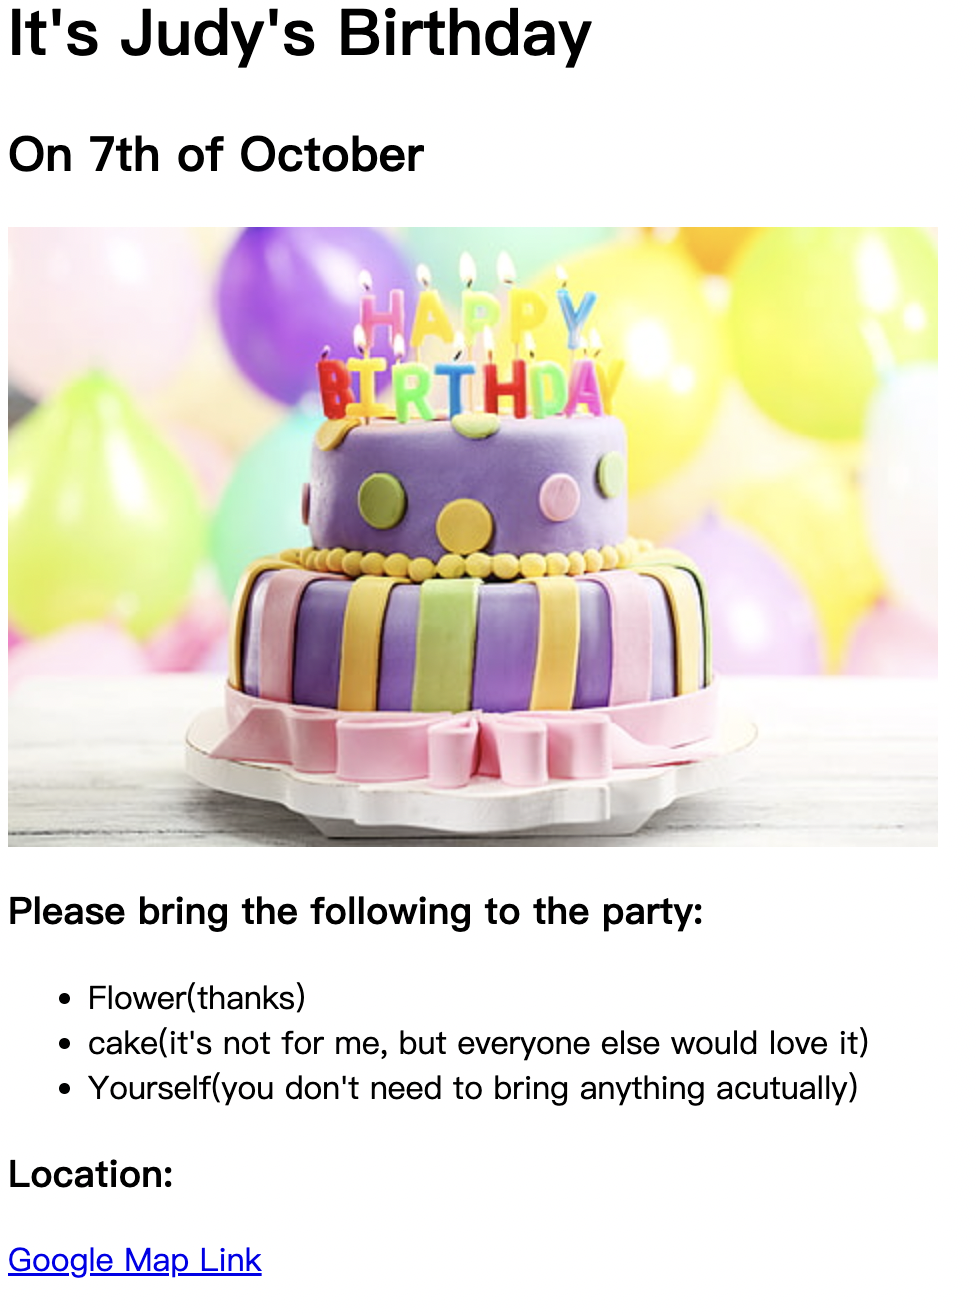 It's Judy's Birthday
On 7th of October
HAPPY
BIRTHDAY
Please bring the following to the party:
Flower(thanks)
cake(it's not for me, but everyone else would love it)
Yourself(you don't need to bring anything acutually)
Location:
Google Map Link